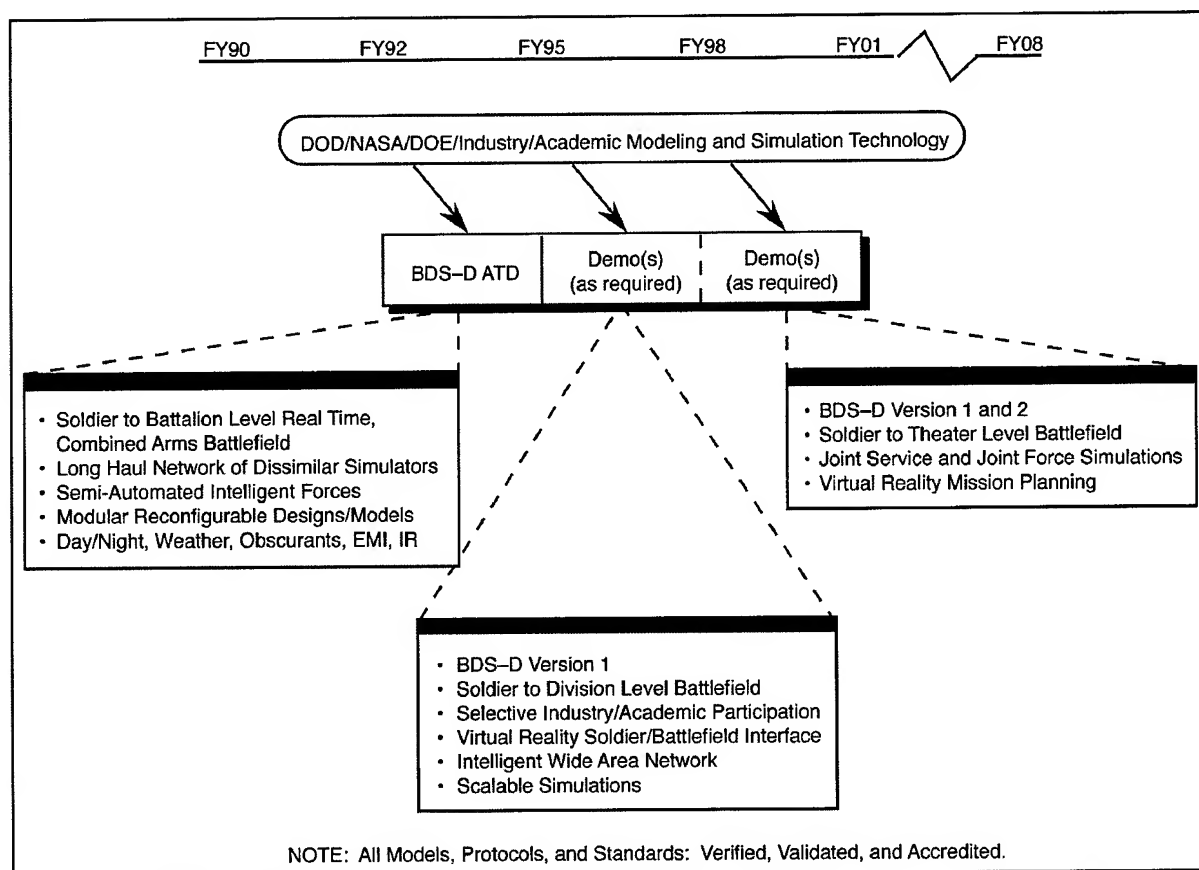 FY90 FY92 FY95 FY98 FY01 FY08
DOD/NASA/DOE/Industry/Academic Modeling and Simulation Technology
BDS–D ATD
Demo(s)
(as required)
Demo(s)
(as required)
• Soldier to Battalion Level Real Time,
Combined Arms Battlefield
• Long Haul Network of Dissimilar Simulators
• Semi-Automated Intelligent Forces
• Modular Reconfigurable Designs/Models
• Day/Night, Weather, Obscurants, EMI, IR
• BDS–D Version 1
• Soldier to Division Level Battlefield
• Selective Industry/Academic Participation
• Virtual Reality Soldier/Battlefield Interface
• Intelligent Wide Area Network
• Scalable Simulations
• BDS–D Version 1 and 2
• Soldier to Theater Level Battlefield
• Joint Service and Joint Force Simulations
• Virtual Reality Mission Planning
NOTE: All Models, Protocols, and Standards: Verified, Validated, and Accredited.